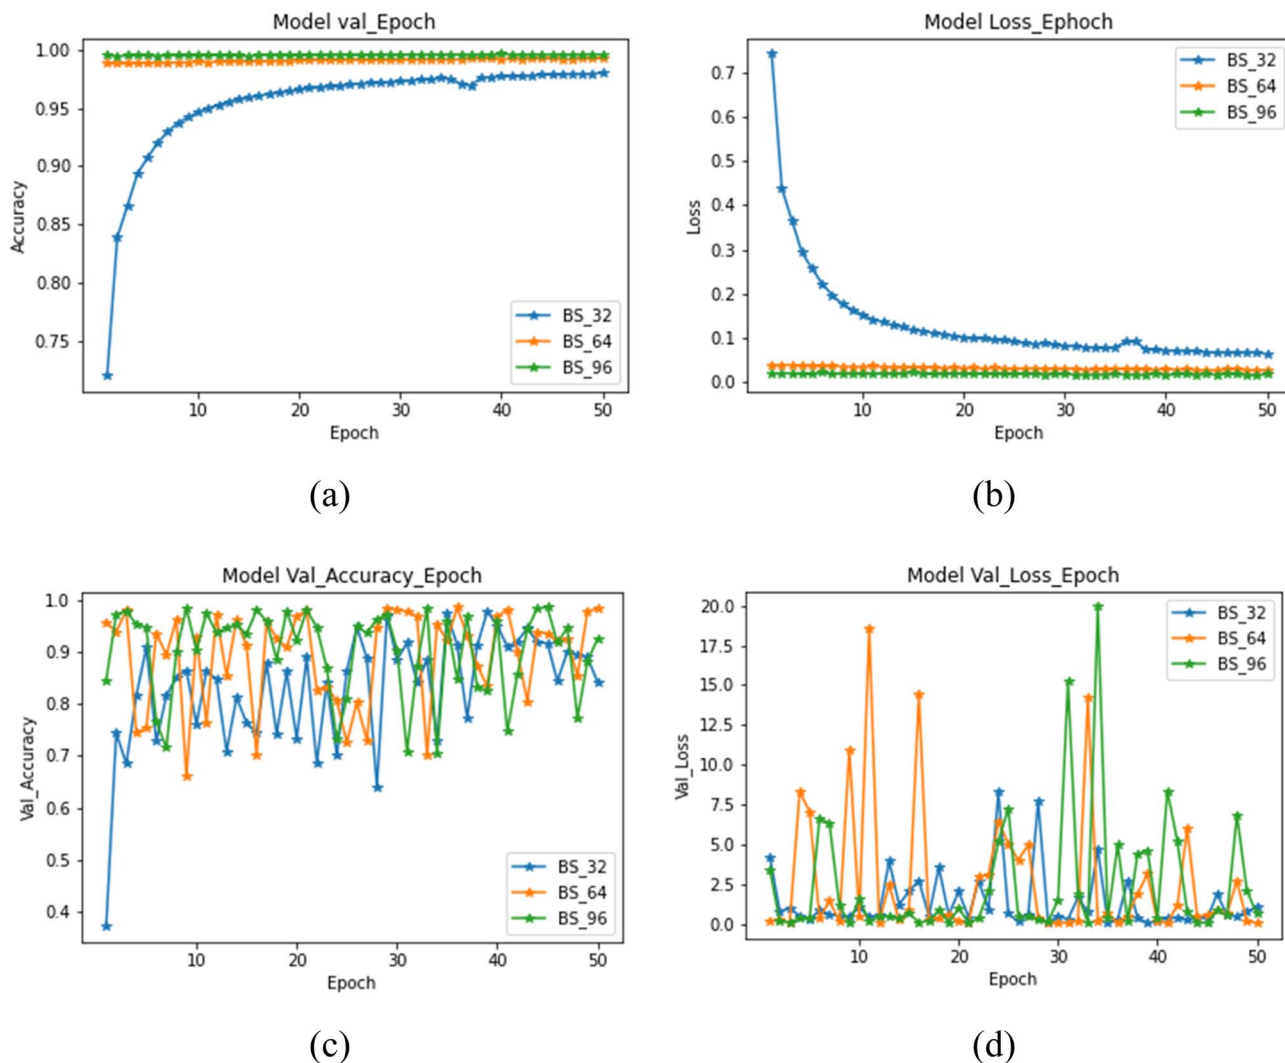 Model val_Epoch
1.00
0.95
0.90
0.85
0.80
0.75
Accuracy
BS_32
BS_64
BS_96
10 20 30 40 50
Epoch
(a)
Model Loss_Ephoch
0.7
0.6
0.5
0.4
0.3
0.2
0.1
0.0
Loss
BS_32
BS_64
BS_96
10 20 30 40 50
Epoch
(b)
Model Val_Accuracy_Epoch
1.0
0.9
0.8
0.7
0.6
0.5
0.4
Val_Accuracy
BS_32
BS_64
BS_96
10 20 30 40 50
Epoch
(c)
Model Val_Loss_Epoch
20.0
17.5
15.0
12.5
10.0
7.5
5.0
2.5
0.0
Val_Loss
BS_32
BS_64
BS_96
10 20 30 40 50
Epoch
(d)